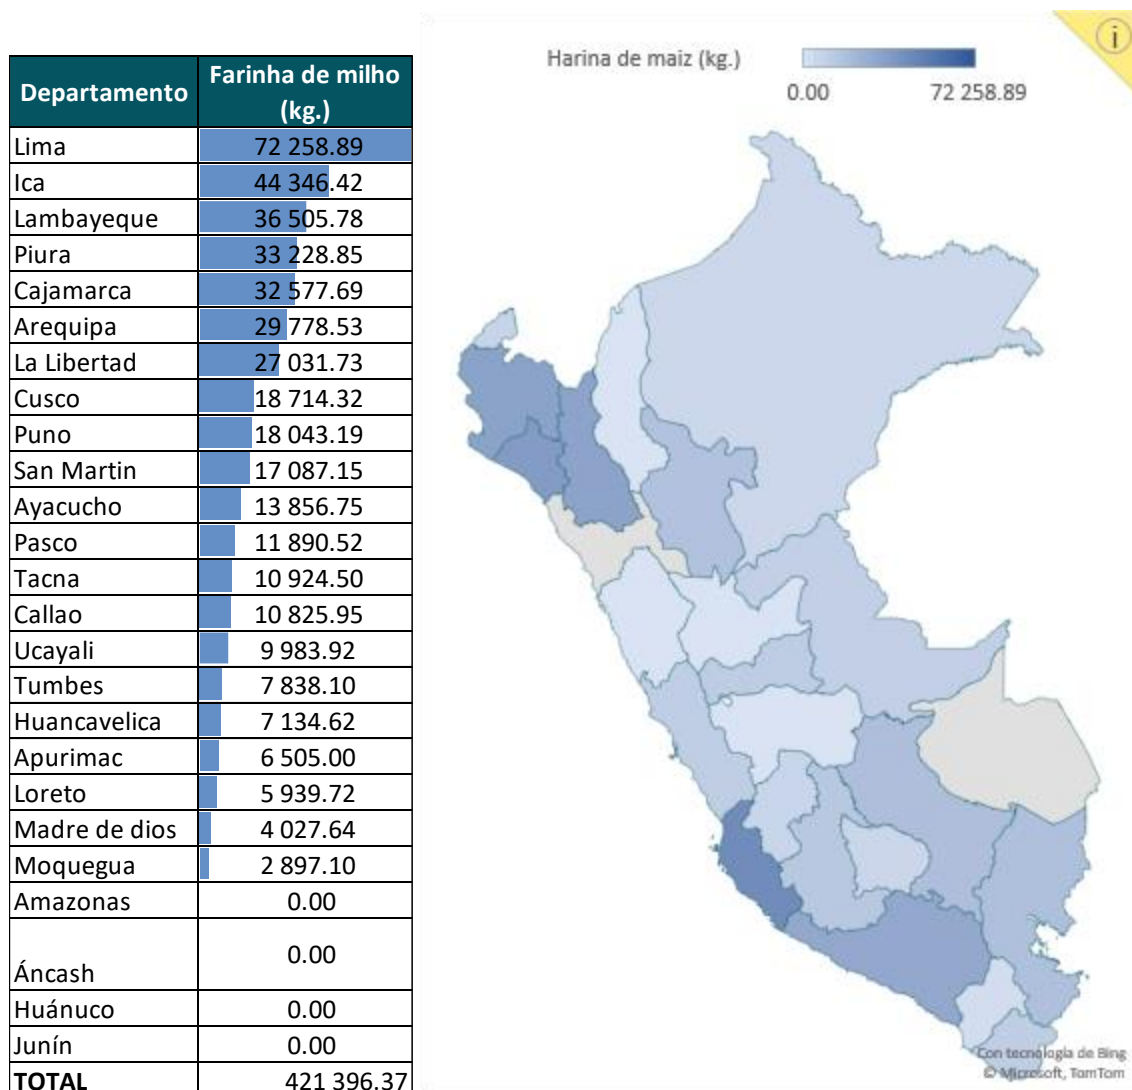 Departamento Farinha de milho
(kg.)
Lima 72 258.89
Ica 44 346.42
Lambayeque 36 505.78
Piura 33 228.85
Cajamarca 32 577.69
Arequipa 29 778.53
La Libertad 27 031.73
Cusco 18 714.32
Puno 18 043.19
San Martin 17 087.15
Ayacucho 13 856.75
Pasco 11 890.52
Tacna 10 924.50
Callao 10 825.95
Ucayali 9 983.92
Tumbes 7 838.10
Huancavelica 7 134.62
Apurimac 6 505.00
Loreto 5 939.72
Madre de dios 4 027.64
Moquegua 2 897.10
Amazonas 0.00
Áncash 0.00
Huánuco 0.00
Junín 0.00
TOTAL 421 396.37
Harina de maiz (kg.)
0.00 72 258.89
i
Con tecnología de Bing
© Microsoft, TomTom